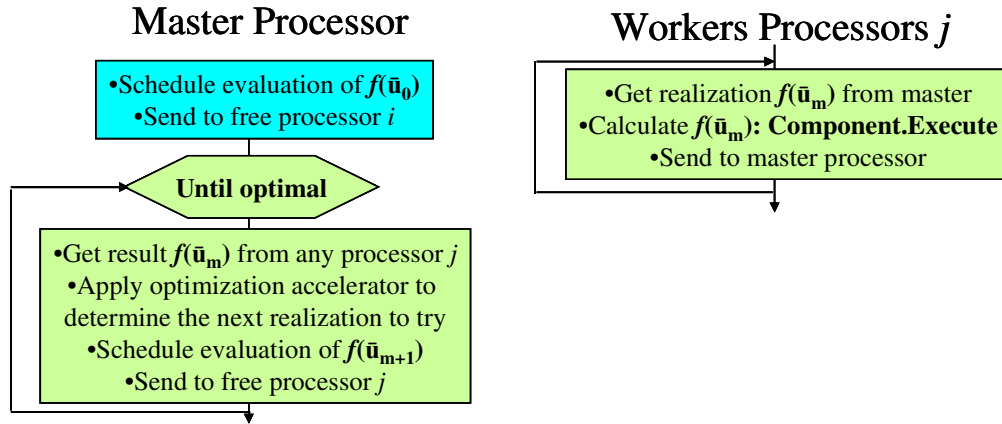 Master Processor
•Schedule evaluation of f(ū₀)
•Send to free processor i
Until optimal
•Get result f(ūₘ) from any processor j
•Apply optimization accelerator to
determine the next realization to try
•Schedule evaluation of f(ūₘ₊₁)
•Send to free processor j
Workers Processors j
•Get realization f(ūₘ) from master
•Calculate f(ūₘ): Component.Execute
•Send to master processor